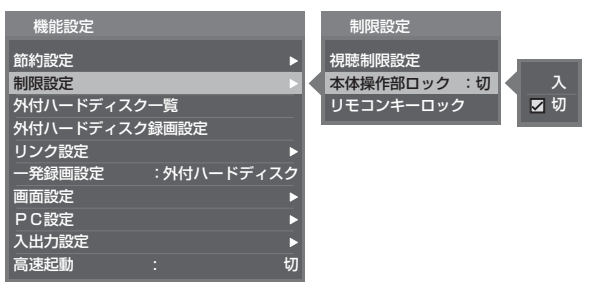 機能設定
節約設定 ▶
制限設定 ▶
外付ハードディスク一覧
外付ハードディスク録画設定
リンク設定 ▶
一発録画設定 :外付ハードディスク
画面設定 ▶
PC設定 ▶
入出力設定 ▶
高速起動 : 切
制限設定
視聴制限設定
本体操作部ロック :切
リモコンキーロック
入
☑ 切